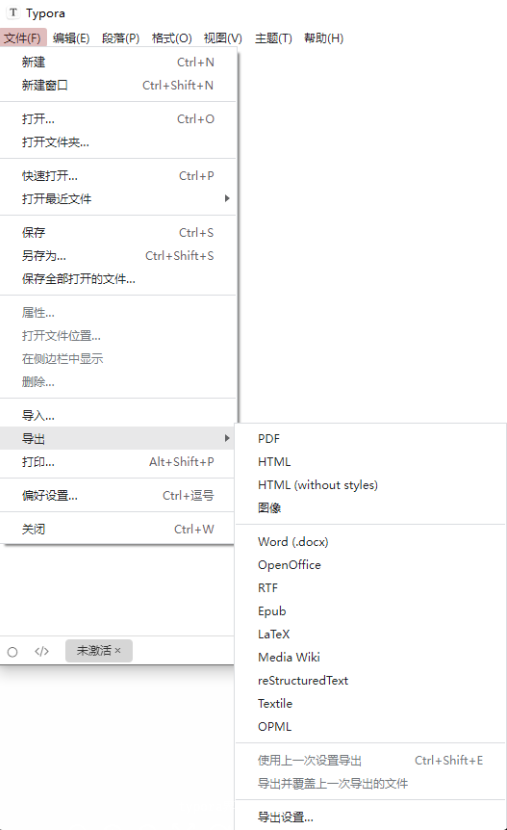 T Typora
文件(F) 编辑(E) 段落(P) 格式(O) 视图(V) 主题(T) 帮助(H)
新建 Ctrl+N
新建窗口 Ctrl+Shift+N
打开... Ctrl+O
打开文件夹...
快速打开... Ctrl+P
打开最近文件
保存 Ctrl+S
另存为... Ctrl+Shift+S
保存全部打开的文件...
属性...
打开文件位置...
在侧边栏中显示
删除...
导入...
导出
打印... Alt+Shift+P
偏好设置... Ctrl+逗号
关闭 Ctrl+W
PDF
HTML
HTML (without styles)
图像
Word (.docx)
OpenOffice
RTF
Epub
LaTeX
Media Wiki
reStructuredText
Textile
OPML
使用上一次设置导出 Ctrl+Shift+E
导出并覆盖上一次导出的文件
导出设置...
</> 未激活 ×